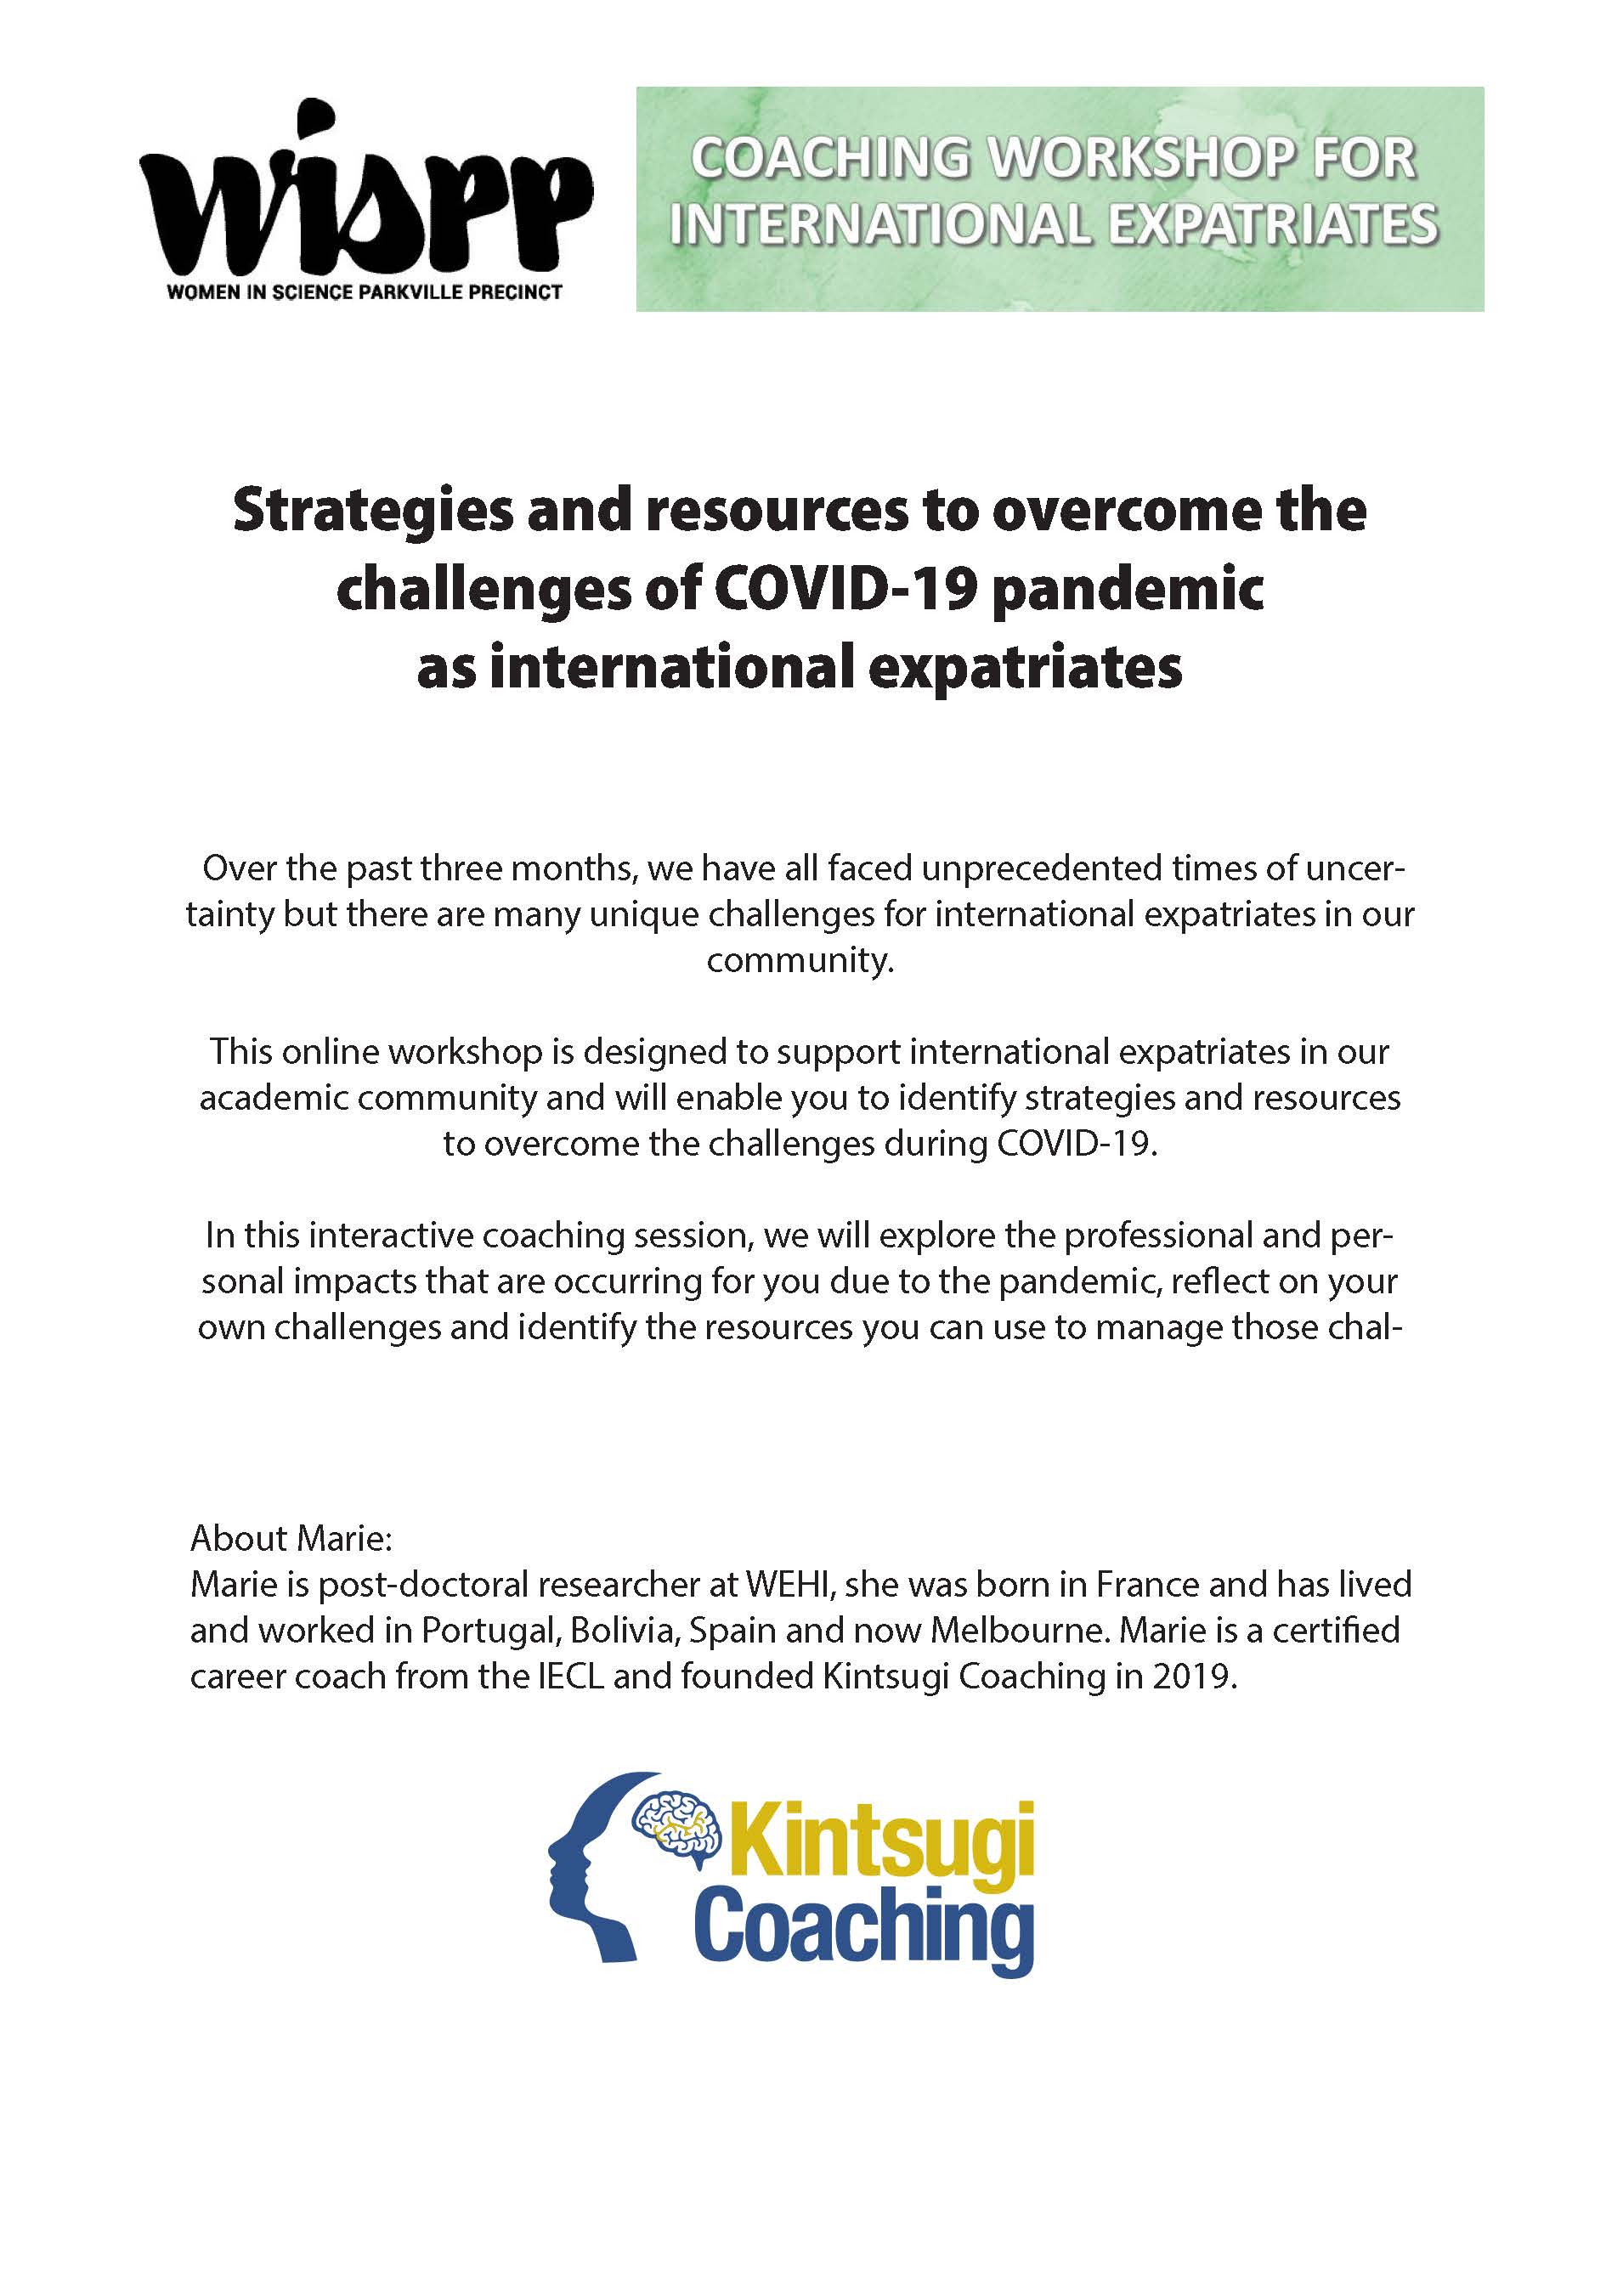 wispp
WOMEN IN SCIENCE PARKVILLE PRECINCT
COACHING WORKSHOP FOR
INTERNATIONAL EXPATRIATES
Strategies and resources to overcome the
challenges of COVID-19 pandemic
as international expatriates
Over the past three months, we have all faced unprecedented times of uncer-
tainty but there are many unique challenges for international expatriates in our
community.
This online workshop is designed to support international expatriates in our
academic community and will enable you to identify strategies and resources
to overcome the challenges during COVID-19.
In this interactive coaching session, we will explore the professional and per-
sonal impacts that are occurring for you due to the pandemic, reflect on your
own challenges and identify the resources you can use to manage those chal-
About Marie:
Marie is post-doctoral researcher at WEHI, she was born in France and has lived
and worked in Portugal, Bolivia, Spain and now Melbourne. Marie is a certified
career coach from the IECL and founded Kintsugi Coaching in 2019.
Kintsugi
Coaching